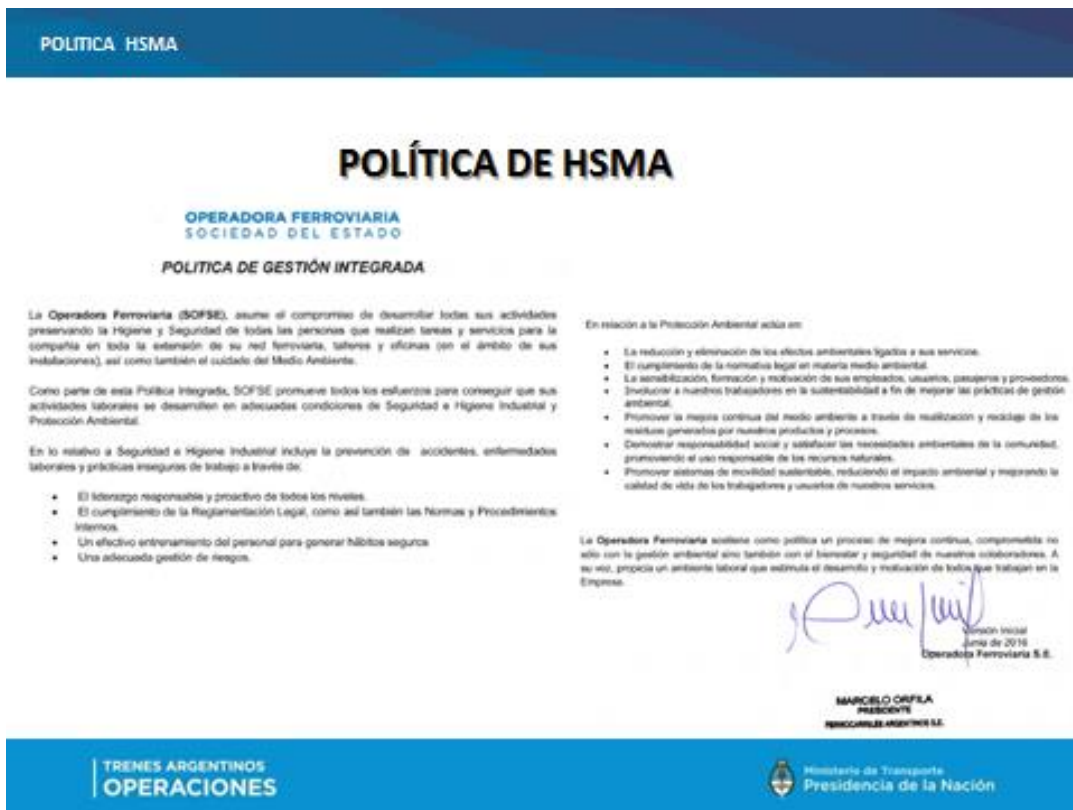 POLITICA HSMA
POLÍTICA DE HSMA
OPERADORA FERROVIARIA
SOCIEDAD DEL ESTADO
POLITICA DE GESTIÓN INTEGRADA
La Operadora Ferroviaria (SOFSE), asume el compromiso de desarrollar todas sus actividades
preservando la Higiene y Seguridad de todas las personas que realizan tareas y servicios para la
compañía en toda la extensión de su red ferroviaria, talleres y oficinas (en el ámbito de sus
instalaciones), así como también el cuidado del Medio Ambiente.
Como parte de esta Política Integrada, SOFSE promueve todos los esfuerzos para conseguir que sus
actividades laborales se desarrollen en adecuadas condiciones de Seguridad e Higiene Industrial y
Protección Ambiental.
En lo relativo a Seguridad e Higiene Industrial incluye la prevención de accidentes, enfermedades
laborales y prácticas inseguras de trabajo a través de:
• El liderazgo responsable y proactivo de todos los niveles.
• El cumplimiento de la Reglamentación Legal, como así también las Normas y Procedimientos
Internos.
• Un efectivo entrenamiento del personal para generar hábitos seguros
• Una adecuada gestión de riesgos.
En relación a la Protección Ambiental actúa en:
• La reducción y eliminación de los efectos ambientales ligados a sus servicios.
• El cumplimiento de la normativa legal en materia medio ambiental.
• La sensibilización, formación y motivación de sus empleados, usuarios, pasajeros y proveedores.
• Involucrar a nuestros trabajadores en la sustentabilidad a fin de mejorar las prácticas de gestión
ambiental.
• Promover la mejora continua del medio ambiente a través de reutilización y reciclaje de los
residuos generados por nuestros productos y procesos.
• Demostrar responsabilidad social y satisfacer las necesidades ambientales de la comunidad,
promoviendo el uso responsable de los recursos naturales.
• Promover sistemas de movilidad sustentable, reduciendo el impacto ambiental y mejorando la
calidad de vida de los trabajadores y usuarios de nuestros servicios.
La Operadora Ferroviaria sostiene como política un proceso de mejora continua, comprometida no
sólo con la gestión ambiental sino también con el bienestar y seguridad de nuestros colaboradores. A
su vez, propicia un ambiente laboral que estimula el desarrollo y motivación de todos que trabajan en la
Empresa.
Versión Inicial
Junio de 2016
Operadora Ferroviaria S.E.
MARCELO ORFILA
PRESIDENTE
FERROCARRILES ARGENTINOS S.E.
TRENES ARGENTINOS
OPERACIONES
Ministerio de Transporte
Presidencia de la Nación